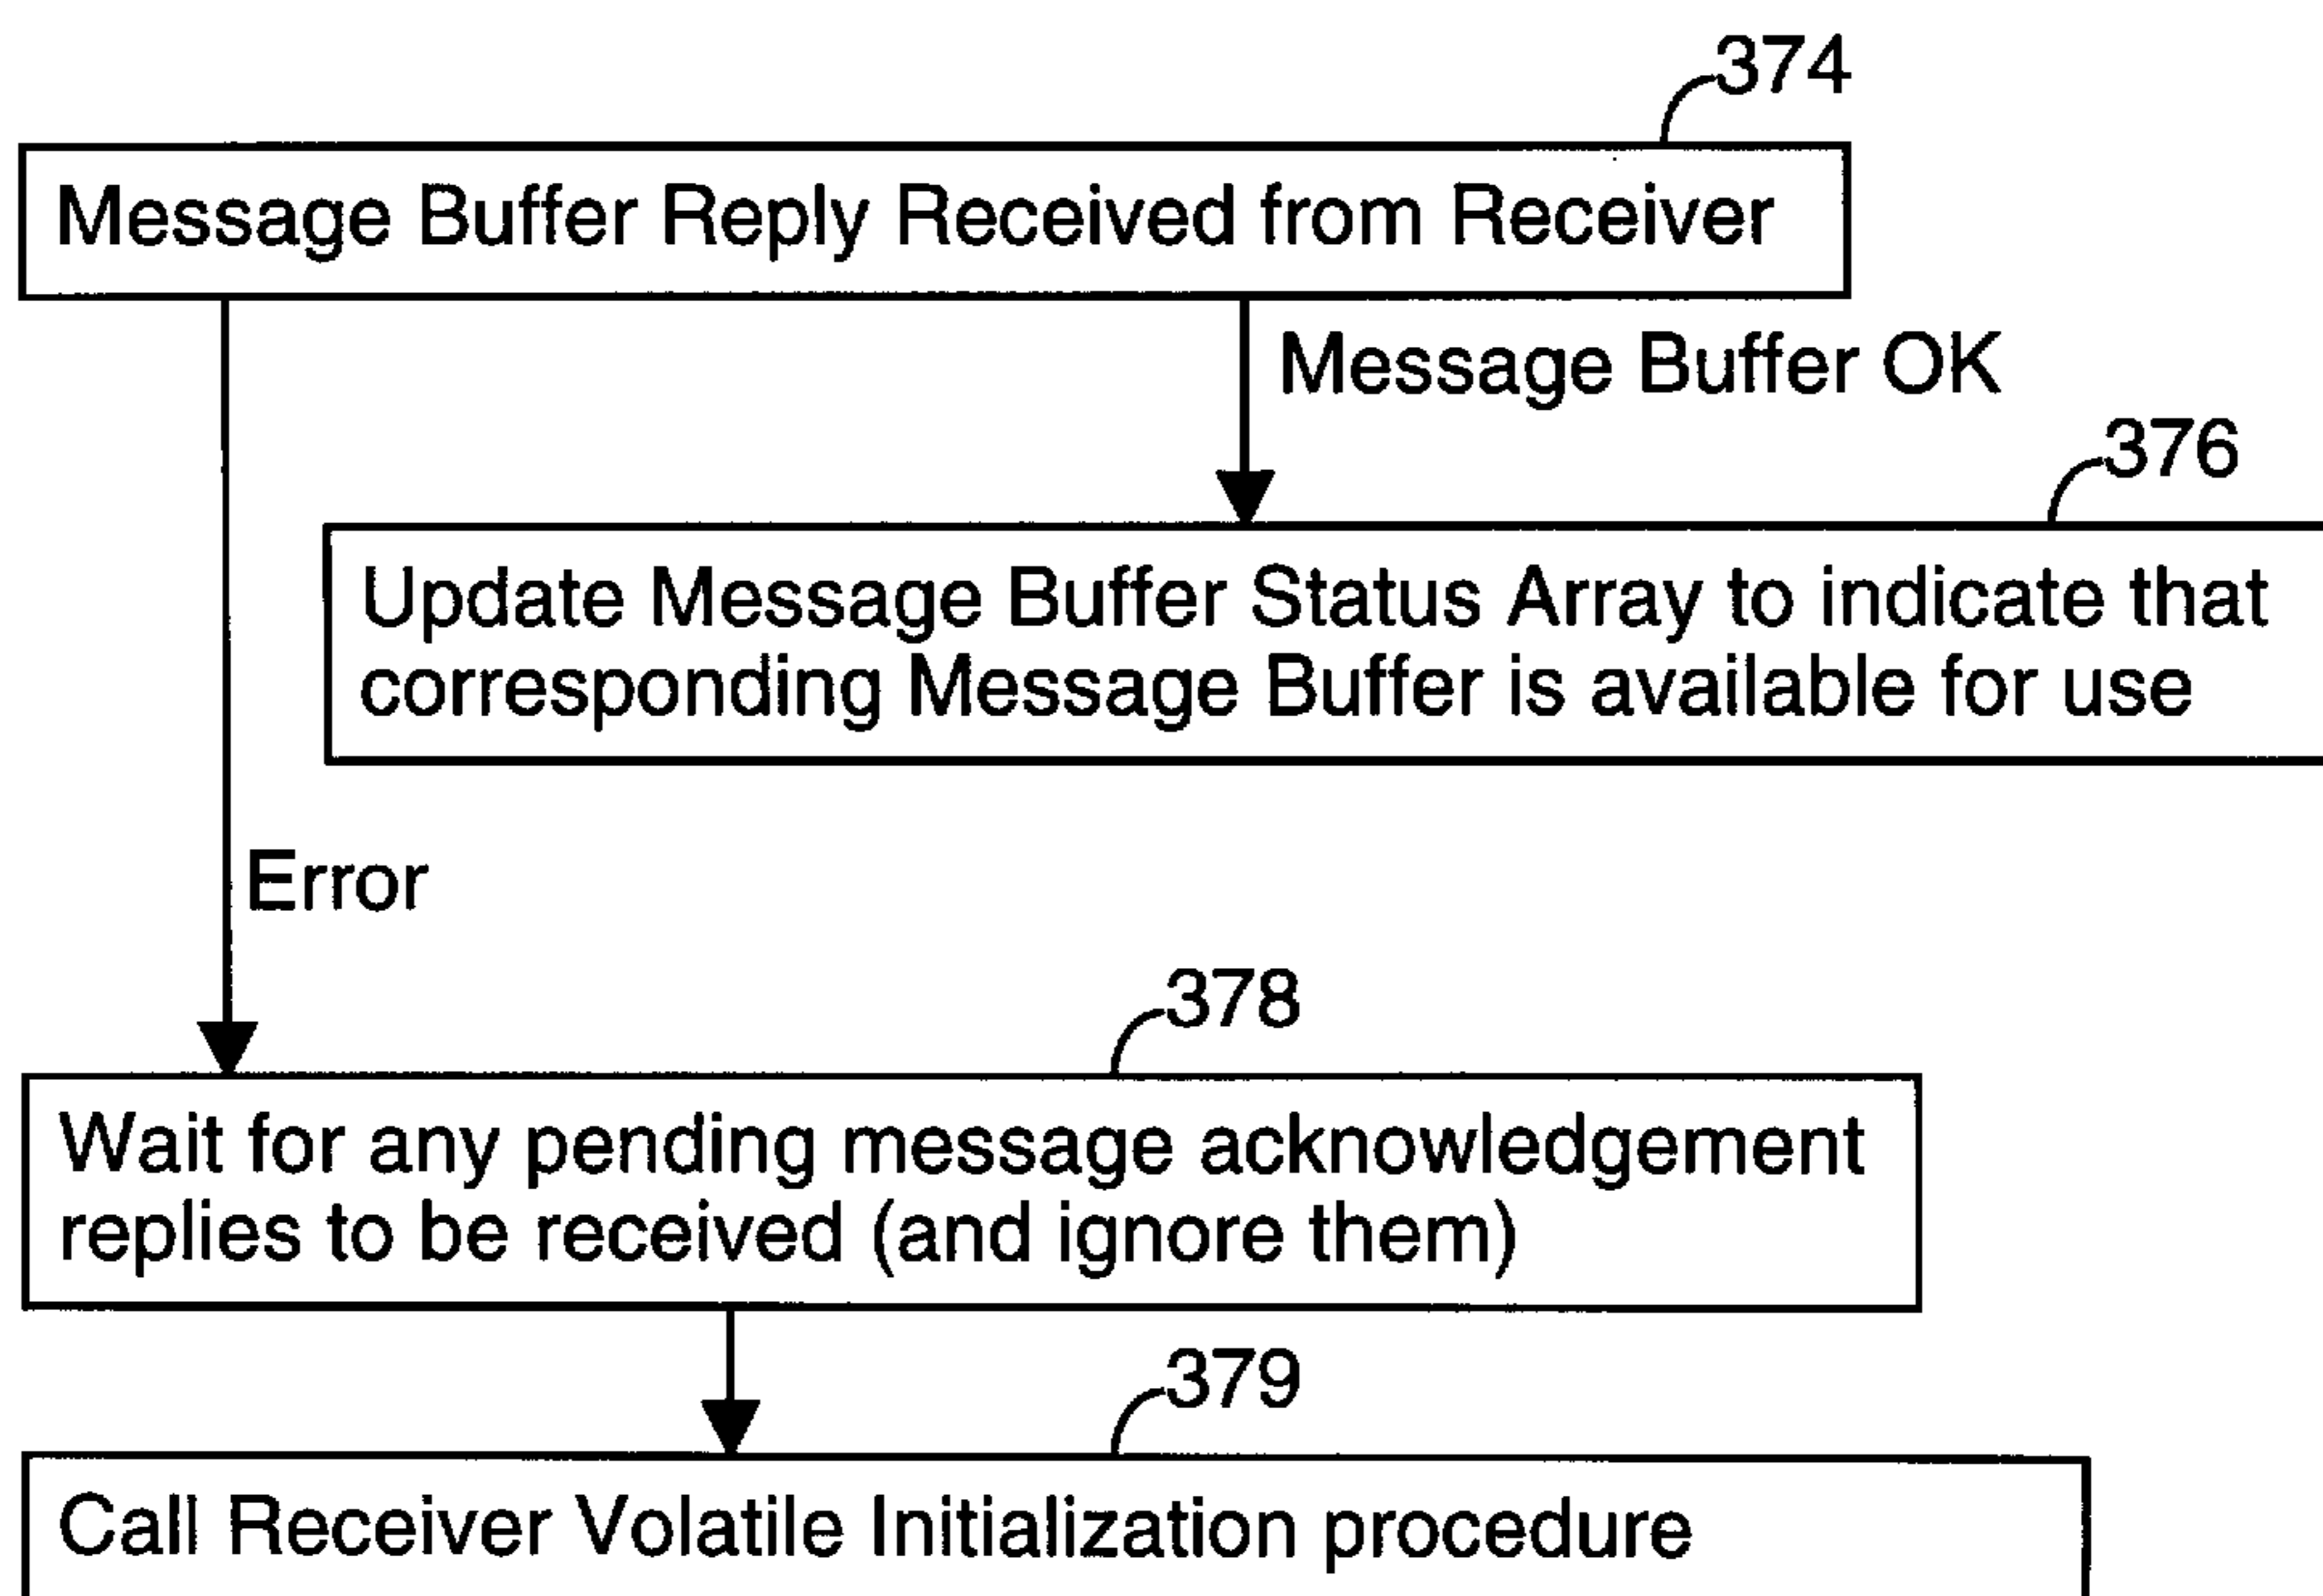 374
Message Buffer Reply Received from Receiver
Message Buffer OK
376
Update Message Buffer Status Array to indicate that
corresponding Message Buffer is available for use
Error
378
Wait for any pending message acknowledgement
replies to be received (and ignore them)
379
Call Receiver Volatile Initialization procedure